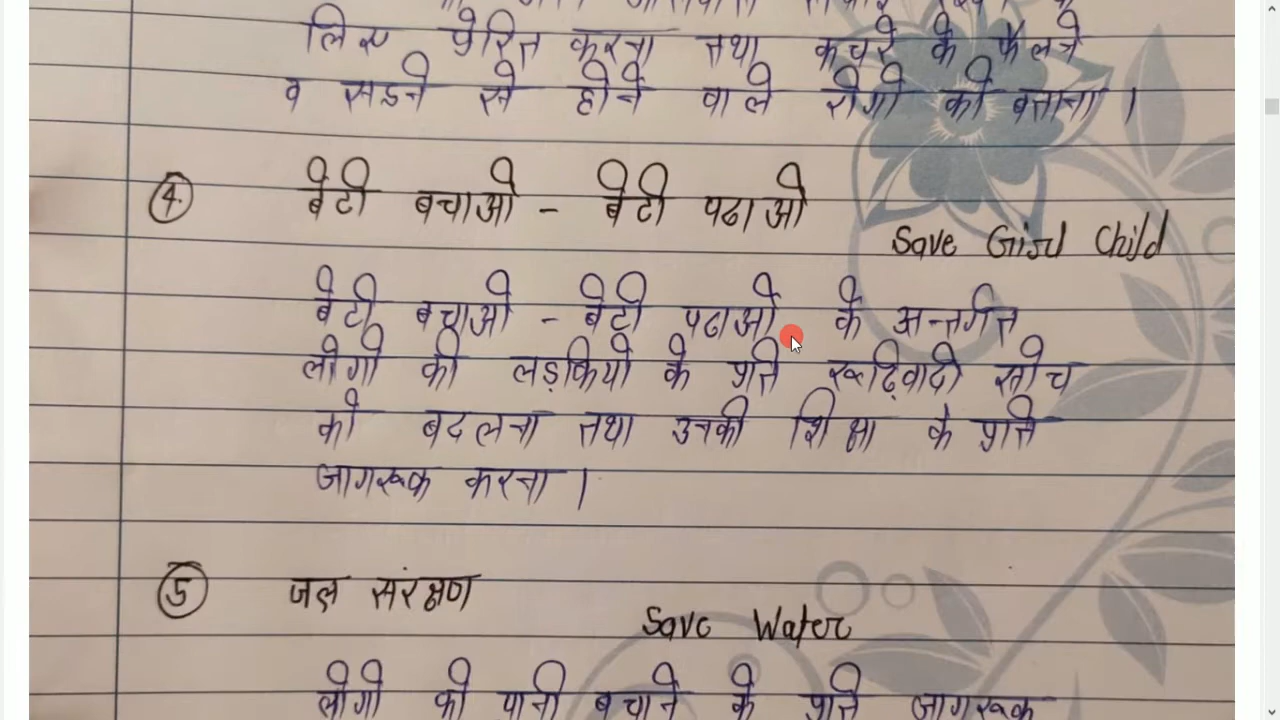 लिए प्रेरित करना तथा कचरे के फैलने
व सडने से होने वाले रोगो को बताना ।
④ बेटी बचाओ - बेटी पढाओ
Save Girl Child
बेटी बचाओ - बेटी पढाओ के अन्तर्गत
लोगो की लड़कियो के प्रति रूढ़िवादी सोच
को बदलना तथा उनकी शिक्षा के प्रति
जागरूक करना ।
⑤ जल संरक्षण
Save Water
लोगो को पानी बचाने के प्रति जागरूक